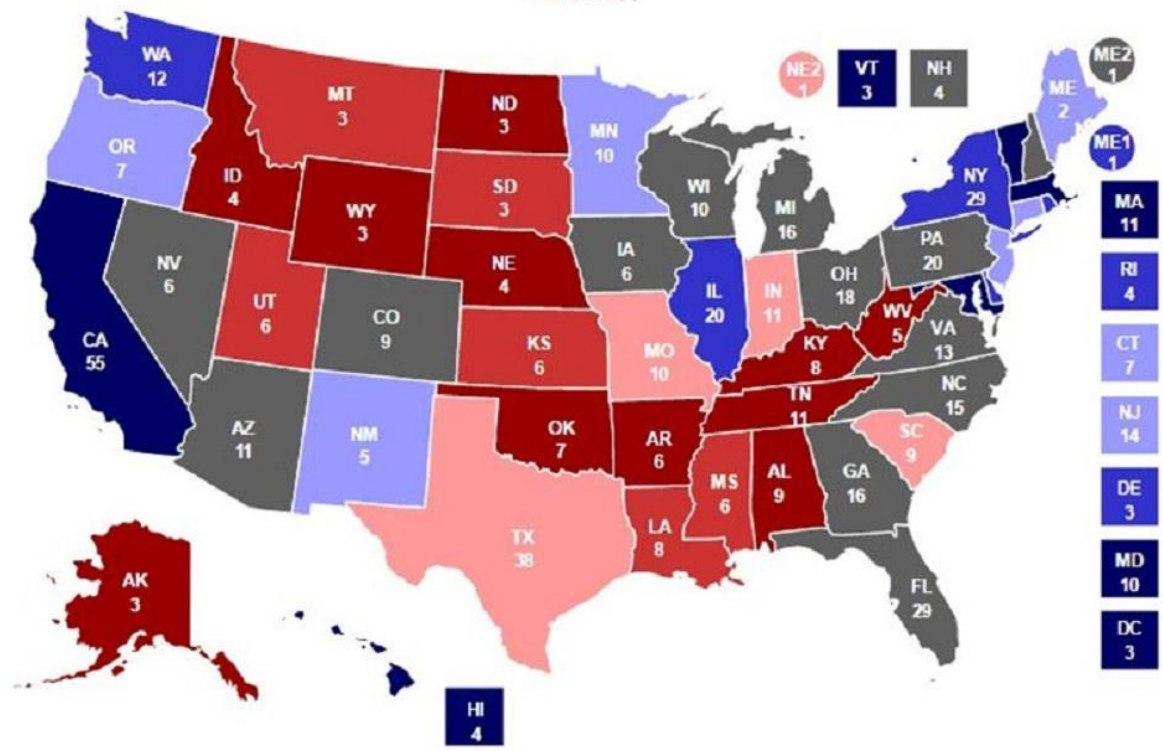 WA
12
OR
7
CA
55
NV
6
ID
4
MT
3
WY
3
UT
6
AZ
11
CO
9
NM
5
ND
3
SD
3
NE
4
KS
6
OK
7
TX
38
MN
10
IA
6
MO
10
AR
6
LA
8
WI
10
IL
20
MI
16
IN
11
OH
18
KY
8
TN
11
MS
6
AL
9
GA
16
FL
29
SC
9
NC
15
VA
13
WV
5
PA
20
NY
29
ME
2
NE2
1
VT
3
NH
4
ME2
1
ME1
1
MA
11
RI
4
CT
7
NJ
14
DE
3
MD
10
DC
3
AK
3
HI
4